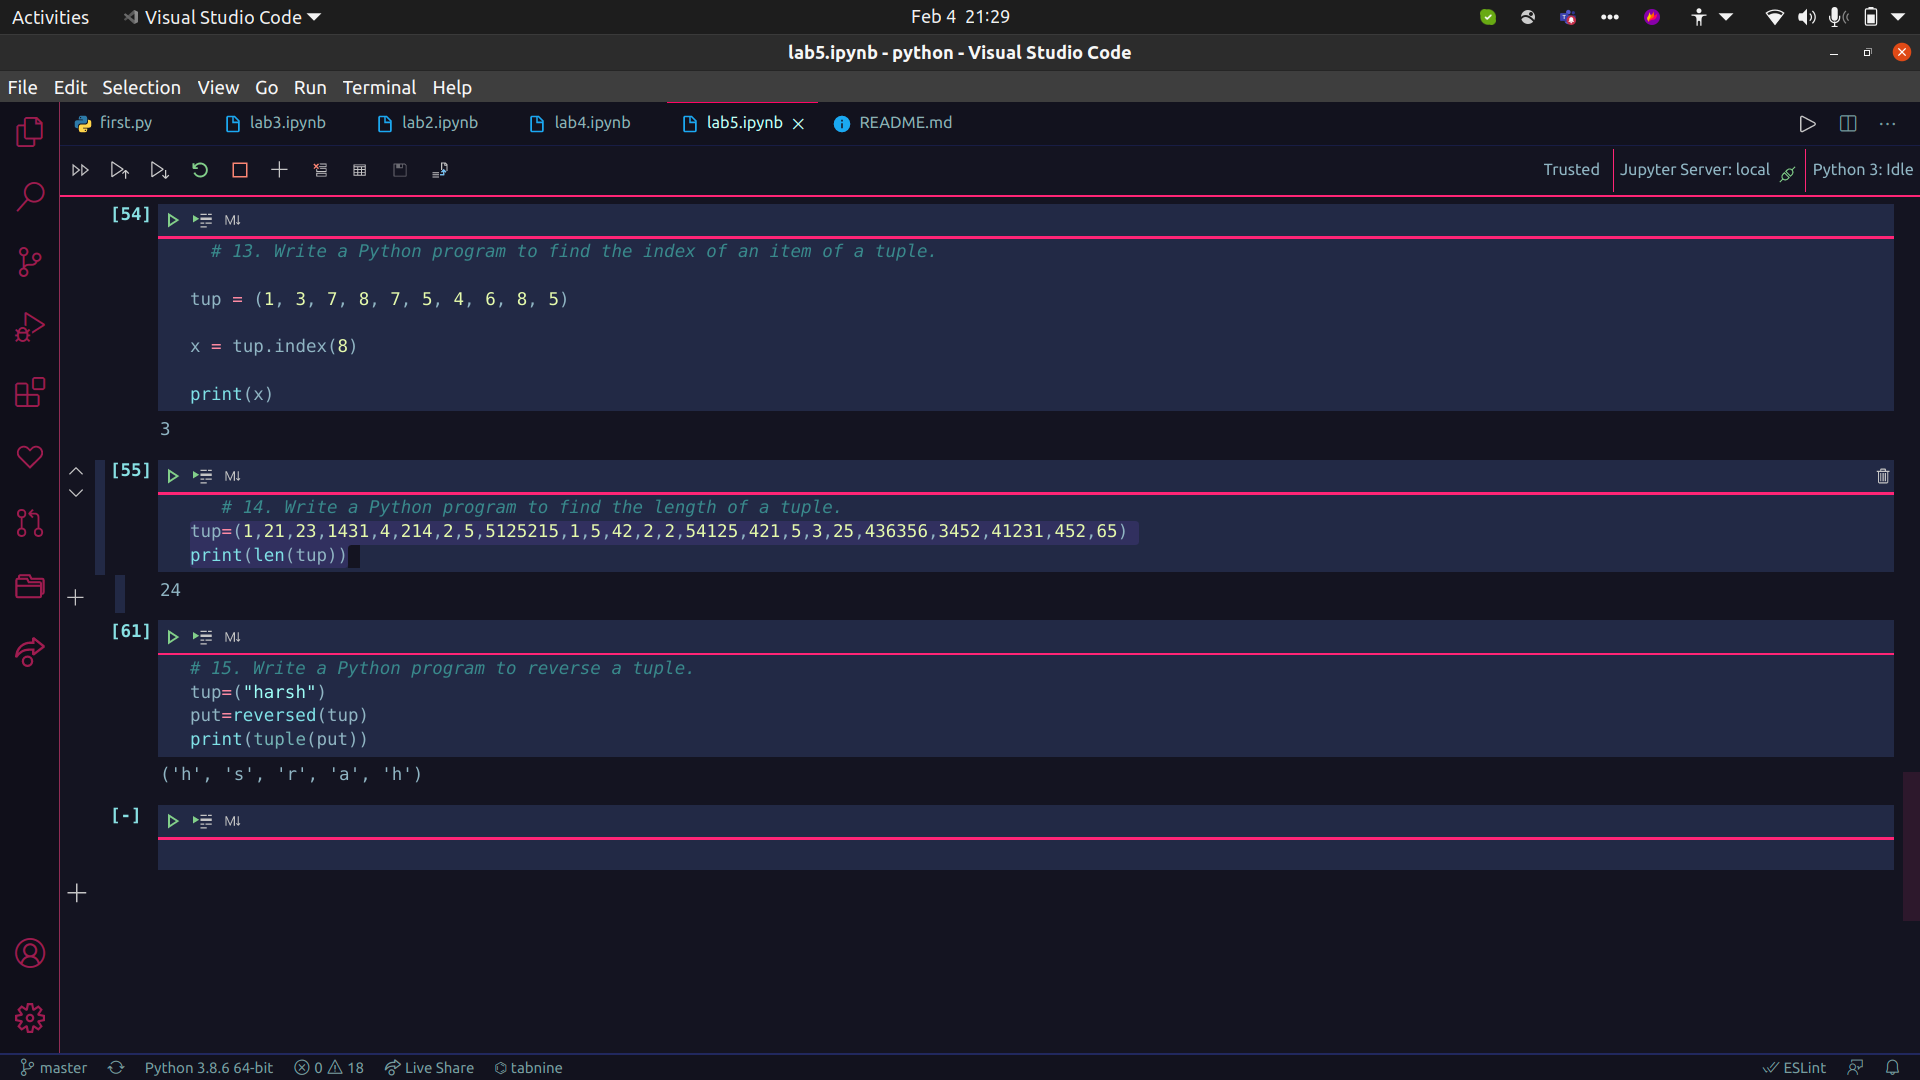 Activities Visual Studio Code Feb 4 21:29
lab5.ipynb - python - Visual Studio Code
File Edit Selection View Go Run Terminal Help
first.py lab3.ipynb lab2.ipynb lab4.ipynb lab5.ipynb README.md
Trusted Jupyter Server: local Python 3: Idle
[54] M↓
# 13. Write a Python program to find the index of an item of a tuple.
tup = (1, 3, 7, 8, 7, 5, 4, 6, 8, 5)
x = tup.index(8)
print(x)
3
[55] M↓
# 14. Write a Python program to find the length of a tuple.
tup=(1,21,23,1431,4,214,2,5,5125215,1,5,42,2,2,54125,421,5,3,25,436356,3452,41231,452,65)
print(len(tup))
24
[61] M↓
# 15. Write a Python program to reverse a tuple.
tup=("harsh")
put=reversed(tup)
print(tuple(put))
('h', 's', 'r', 'a', 'h')
[-] M↓
master Python 3.8.6 64-bit 0 18 Live Share tabnine ESLint